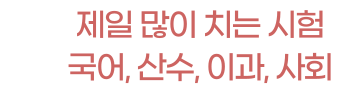 제일 많이 치는 시험
국어, 산수, 이과, 사회